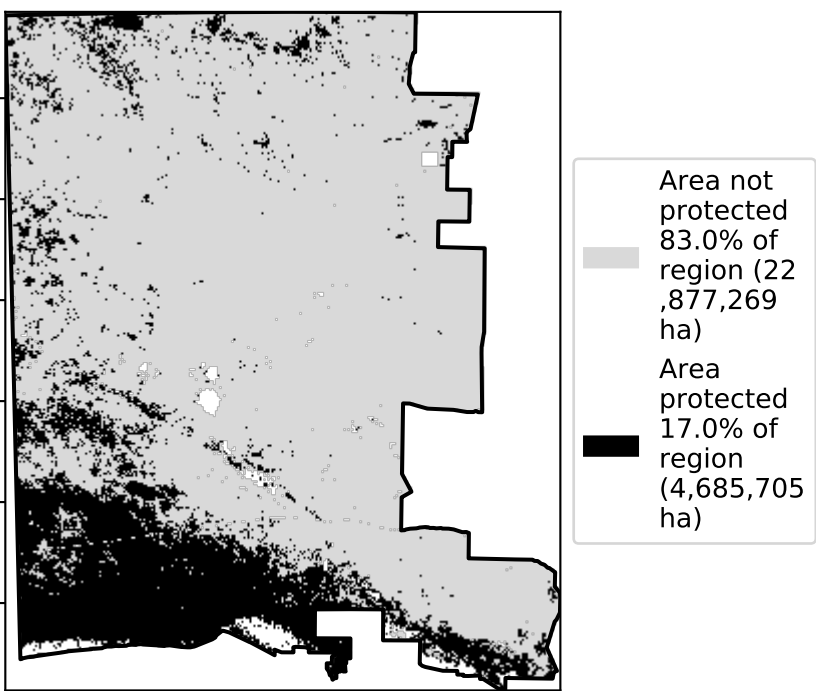 Area not
protected
83.0% of
region (22
,877,269
ha)
Area
protected
17.0% of
region
(4,685,705
ha)